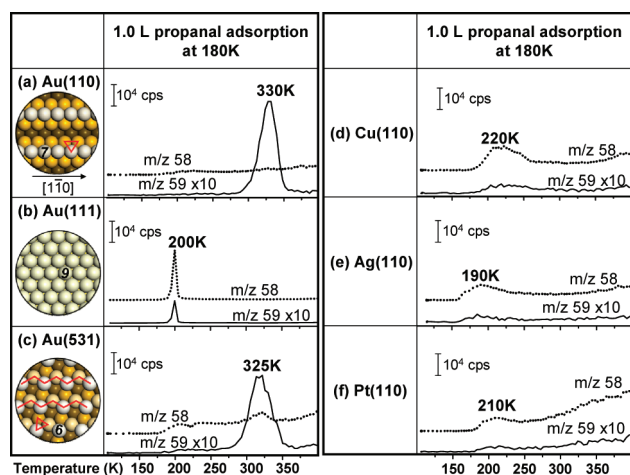 1.0 L propanal adsorption
at 180K
(a) Au(110)
10⁴ cps
330K
7
m/z 58
m/z 59 x10
[11̄0]
(b) Au(111)
10⁴ cps
200K
9
m/z 58
m/z 59 x10
(c) Au(531)
10⁴ cps
325K
m/z 58
6
m/z 59 x10
Temperature (K) 150 200 250 300 350
1.0 L propanal adsorption
at 180K
(d) Cu(110)
10⁴ cps
220K
m/z 58
m/z 59 x10
(e) Ag(110)
10⁴ cps
190K
m/z 58
m/z 59 x10
(f) Pt(110)
10⁴ cps
210K
m/z 58
m/z 59 x10
150 200 250 300 350